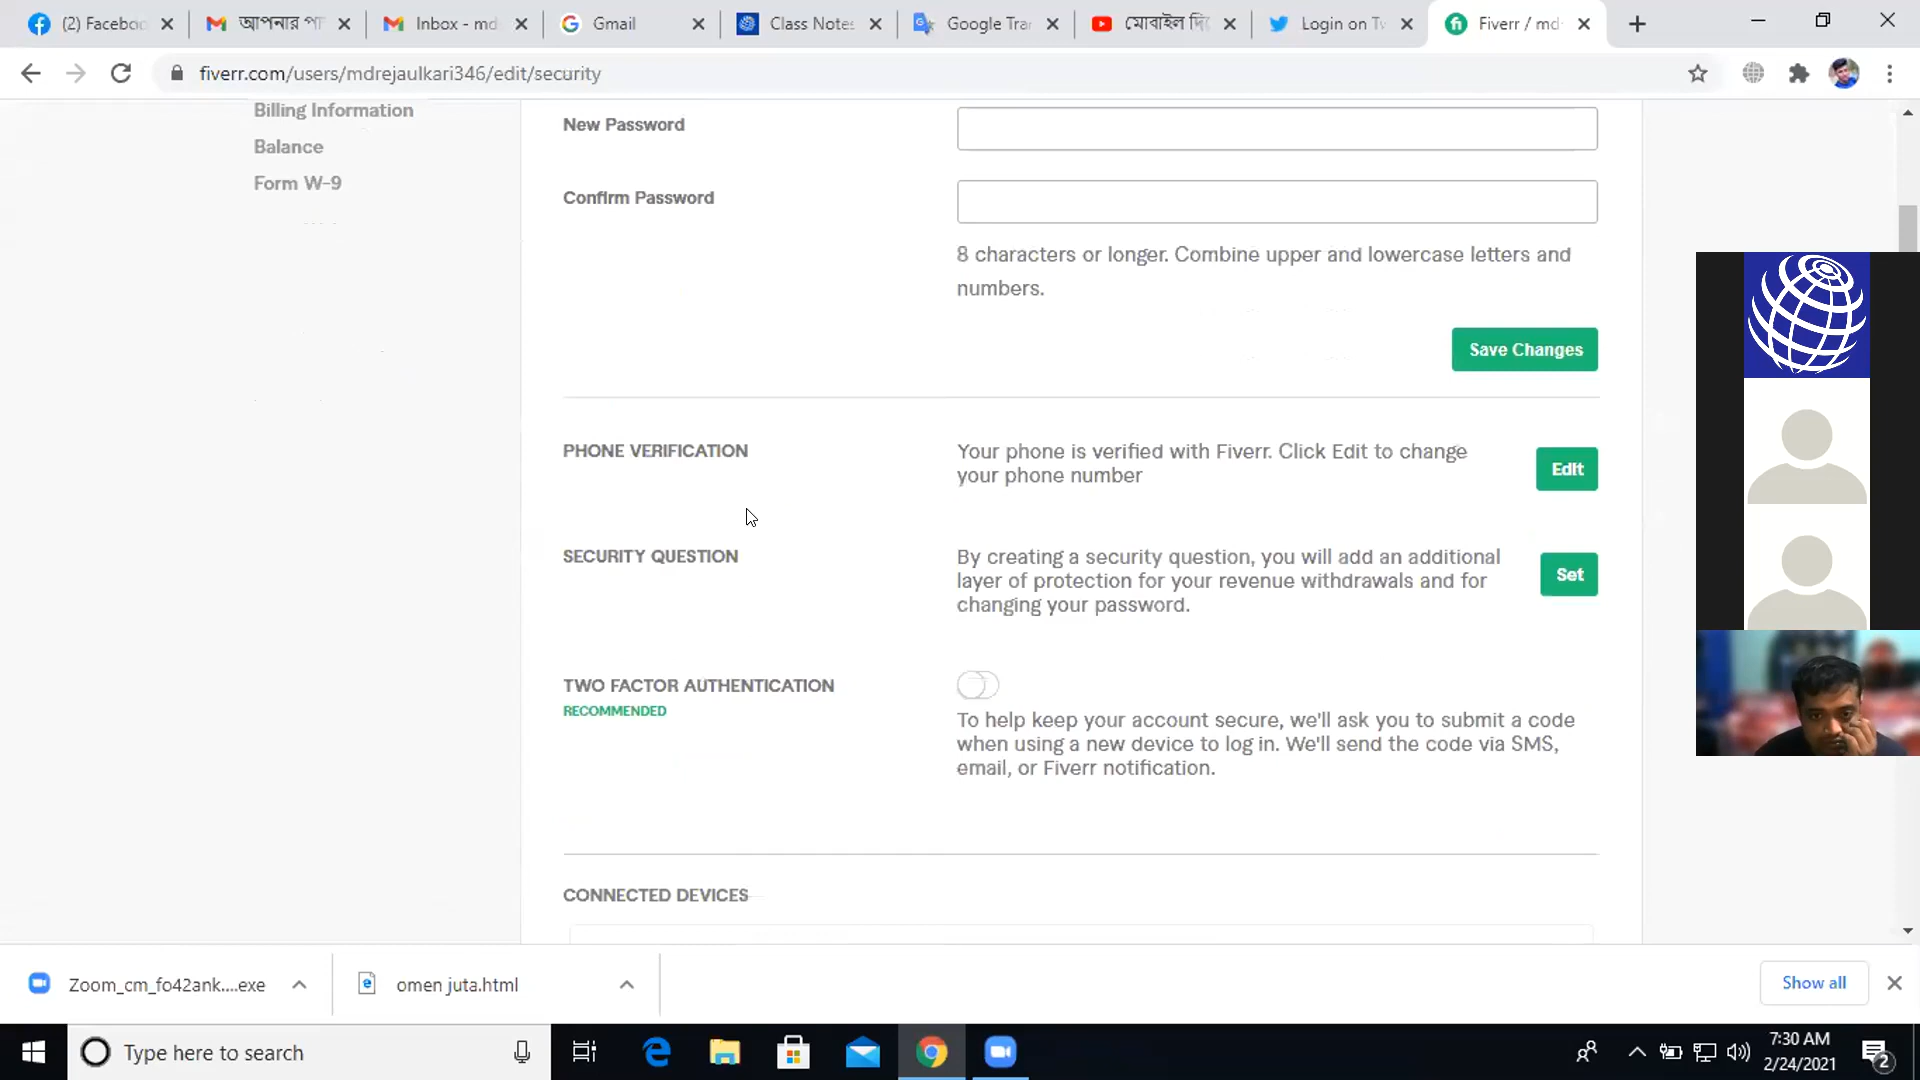 (2) Faceboo
আপনার পা
Inbox - md
Gmail
Class Notes
Google Tran
মোবাইল দি
Login on Tw
Fiverr / md
fiverr.com/users/mdrejaulkari346/edit/security
Billing Information
Balance
Form W-9
New Password
Confirm Password
8 characters or longer. Combine upper and lowercase letters and
numbers.
Save Changes
PHONE VERIFICATION
Your phone is verified with Fiverr. Click Edit to change
your phone number
Edit
SECURITY QUESTION
By creating a security question, you will add an additional
layer of protection for your revenue withdrawals and for
changing your password.
Set
TWO FACTOR AUTHENTICATION
RECOMMENDED
To help keep your account secure, we'll ask you to submit a code
when using a new device to log in. We'll send the code via SMS,
email, or Fiverr notification.
CONNECTED DEVICES
Zoom_cm_fo42ank....exe
omen juta.html
Show all
Type here to search
7:30 AM
2/24/2021
2